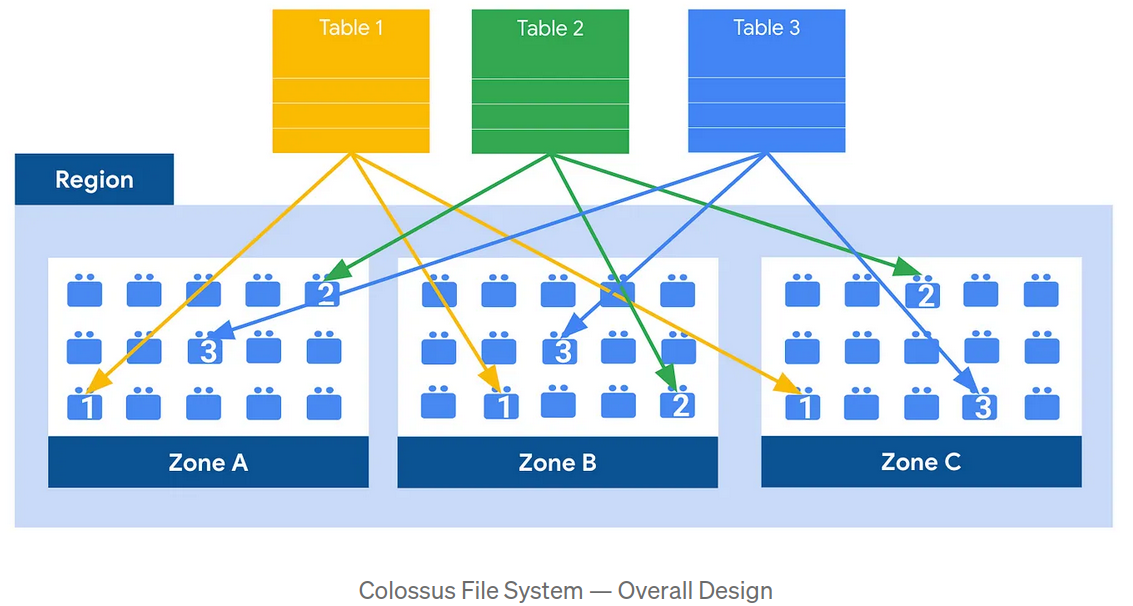 Table 1
Table 2
Table 3
Region
2
2
3
3
1
1
2
1
3
Zone A
Zone B
Zone C
Colossus File System — Overall Design